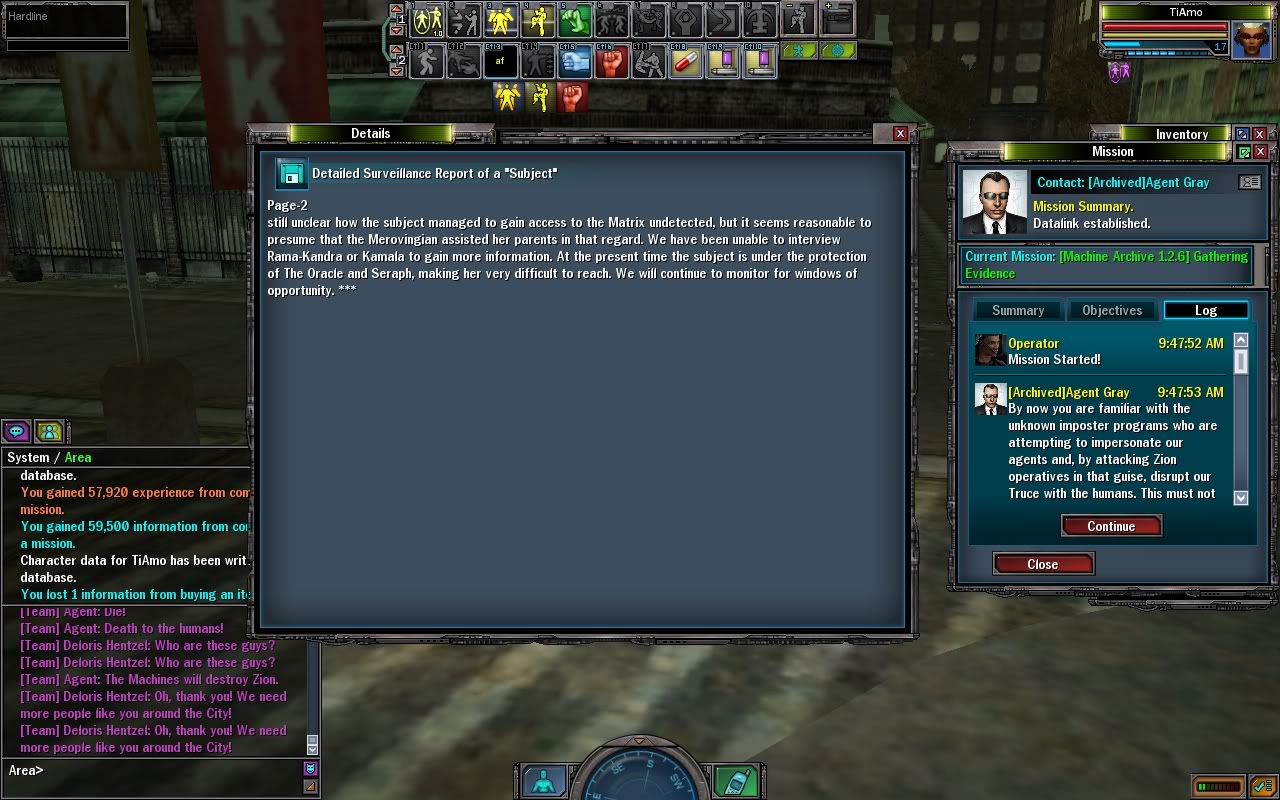 Hardline
1
1.0
2
af
TiAmo
17
Details
Detailed Surveillance Report of a "Subject"
Page-2
still unclear how the subject managed to gain access to the Matrix undetected, but it seems reasonable to
presume that the Merovingian assisted her parents in that regard. We have been unable to interview
Rama-Kandra or Kamala to gain more information. At the present time the subject is under the protection
of The Oracle and Seraph, making her very difficult to reach. We will continue to monitor for windows of
opportunity. ***
Inventory
Mission
Contact: [Archived]Agent Gray
Mission Summary.
Datalink established.
Current Mission: [Machine Archive 1.2.6] Gathering
Evidence
Summary Objectives Log
Operator 9:47:52 AM
Mission Started!
[Archived]Agent Gray 9:47:53 AM
By now you are familiar with the
unknown imposter programs who are
attempting to impersonate our
agents and, by attacking Zion
operatives in that guise, disrupt our
Truce with the humans. This must not
Continue
Close
System / Area
database.
You gained 57,920 experience from com
mission.
You gained 59,500 information from co
a mission.
Character data for TiAmo has been writ
database.
You lost 1 information from buying an it
[Team] Agent: Die!
[Team] Agent: Death to the humans!
[Team] Deloris Hentzel: Who are these guys?
[Team] Deloris Hentzel: Who are these guys?
[Team] Agent: The Machines will destroy Zion.
[Team] Deloris Hentzel: Oh, thank you! We need
more people like you around the City!
[Team] Deloris Hentzel: Oh, thank you! We need
more people like you around the City!
Area>
E SE S SW